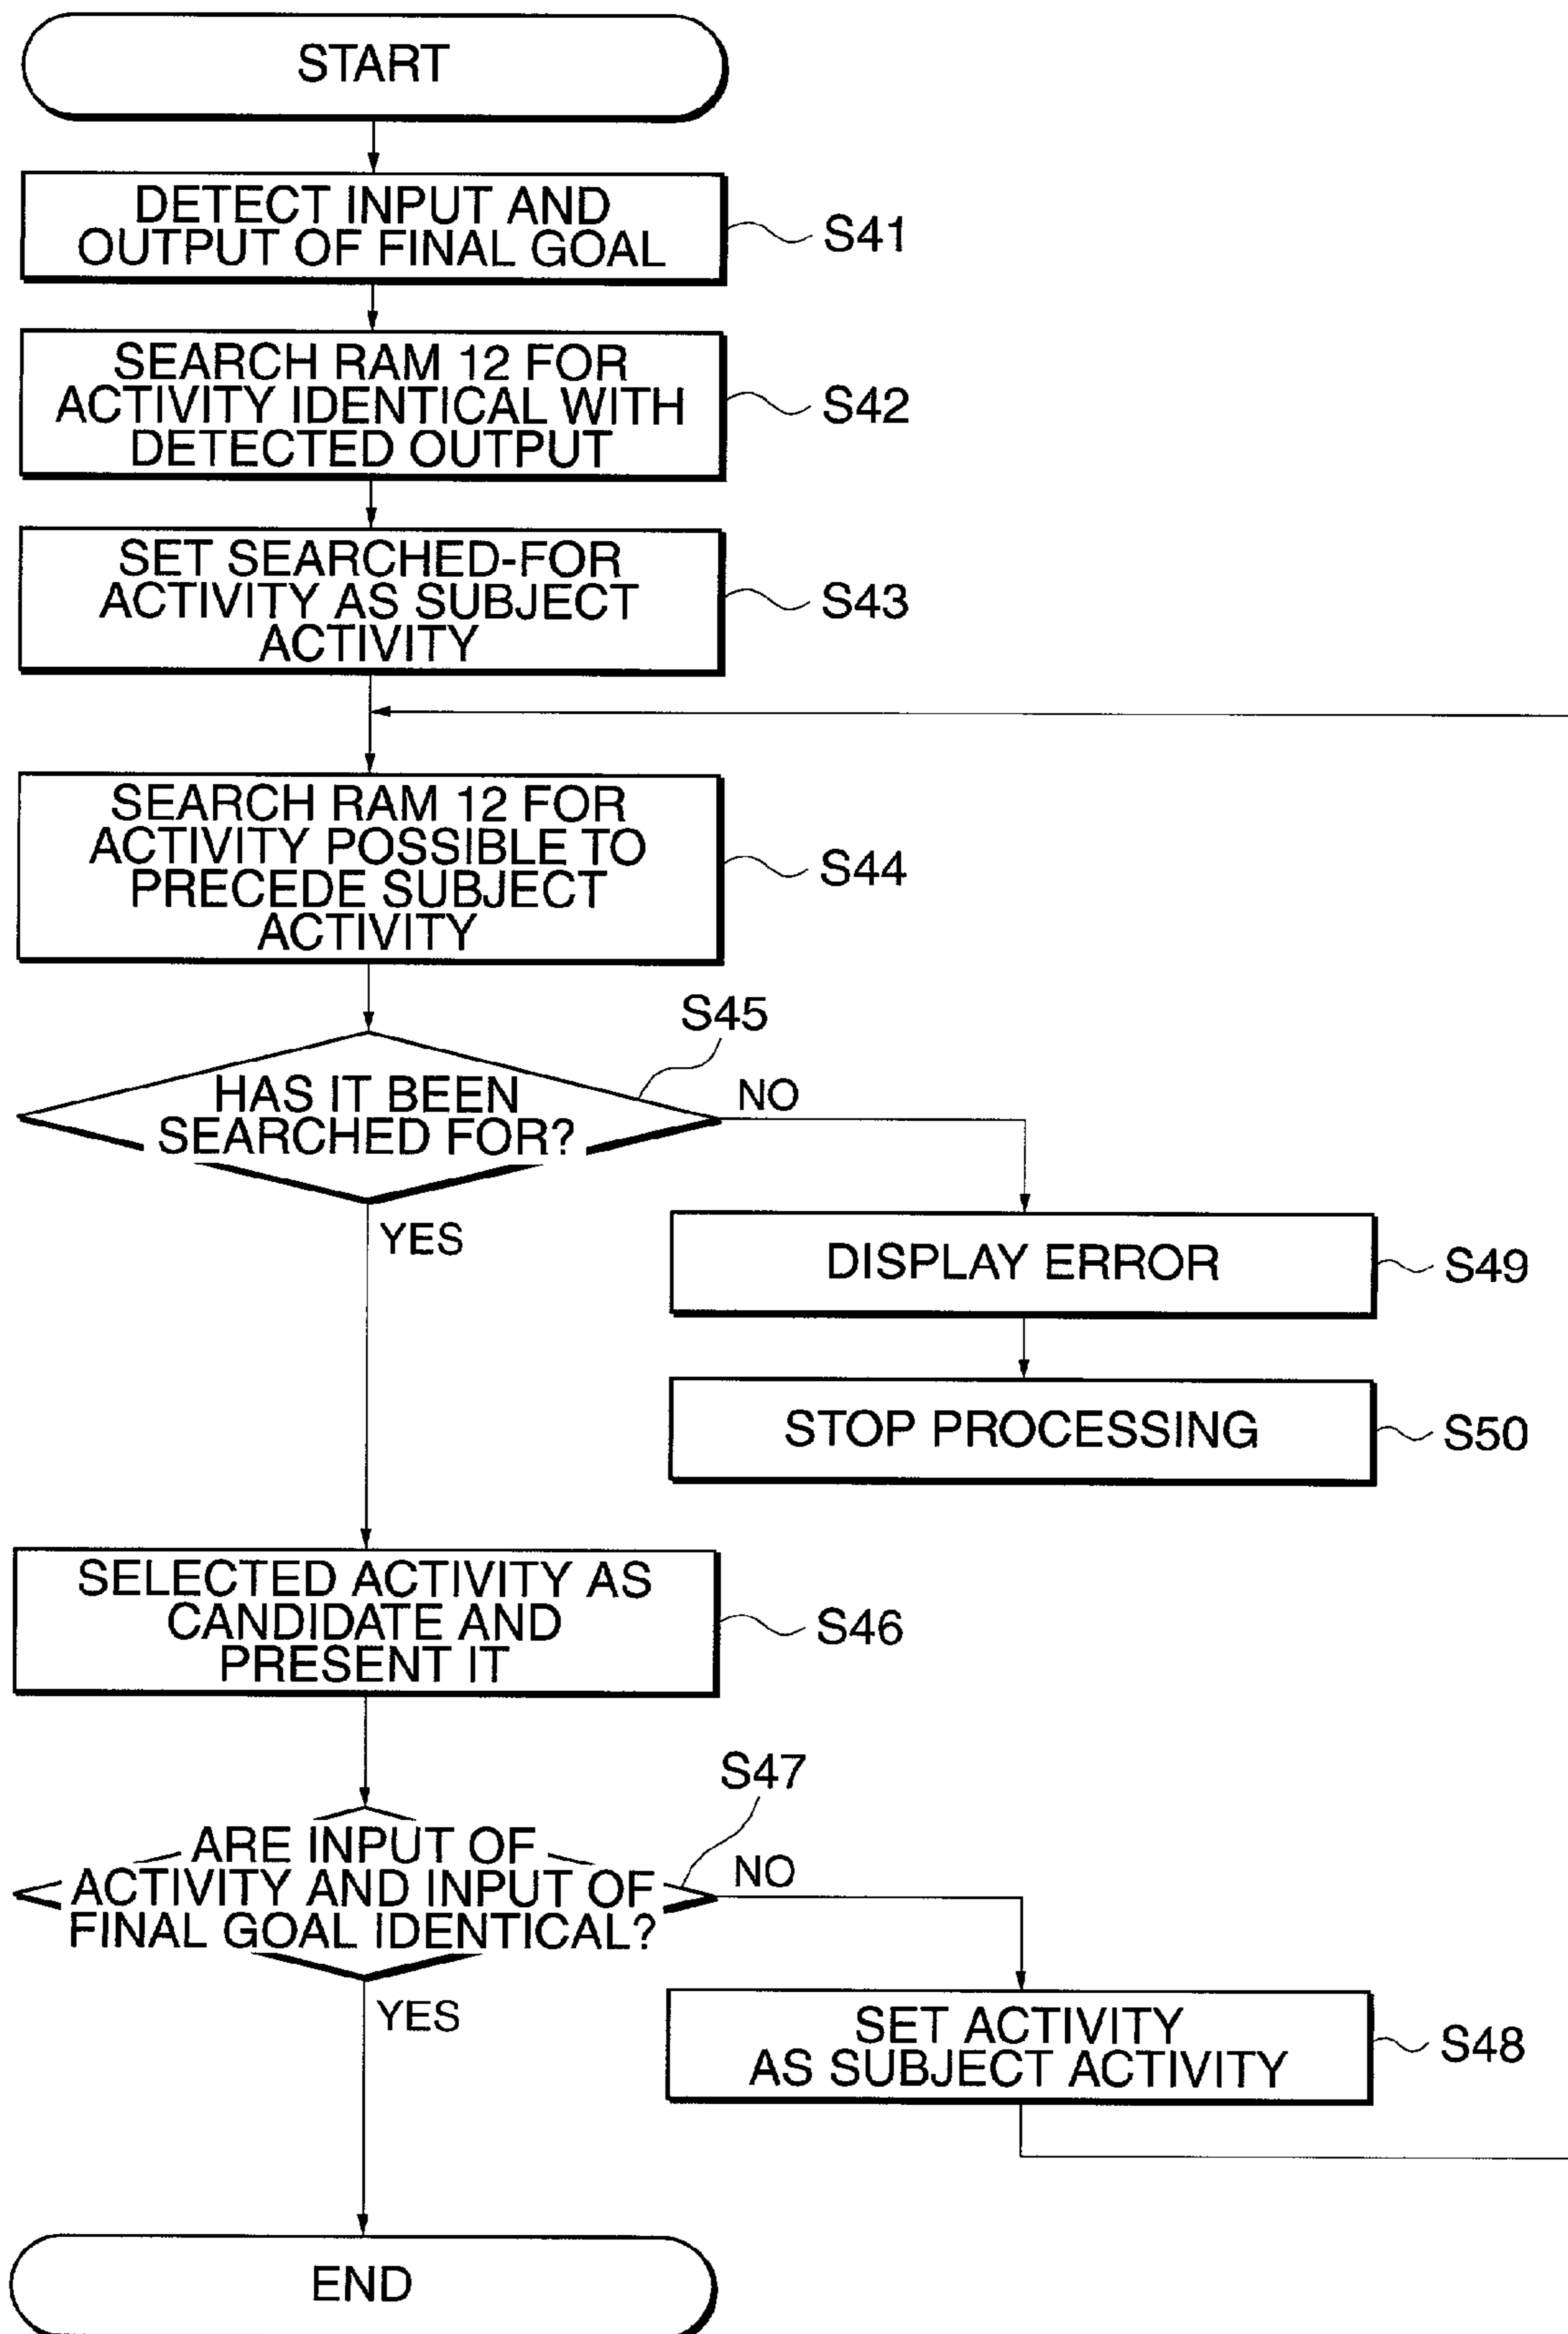 START
DETECT INPUT AND
OUTPUT OF FINAL GOAL
S41
SEARCH RAM 12 FOR
ACTIVITY IDENTICAL WITH
DETECTED OUTPUT
S42
SET SEARCHED-FOR
ACTIVITY AS SUBJECT
ACTIVITY
S43
SEARCH RAM 12 FOR
ACTIVITY POSSIBLE TO
PRECEDE SUBJECT
ACTIVITY
S44
S45
HAS IT BEEN
SEARCHED FOR?
NO
YES
DISPLAY ERROR
S49
STOP PROCESSING
S50
SELECTED ACTIVITY AS
CANDIDATE AND
PRESENT IT
S46
S47
ARE INPUT OF
ACTIVITY AND INPUT OF
FINAL GOAL IDENTICAL?
NO
YES
SET ACTIVITY
AS SUBJECT ACTIVITY
S48
END